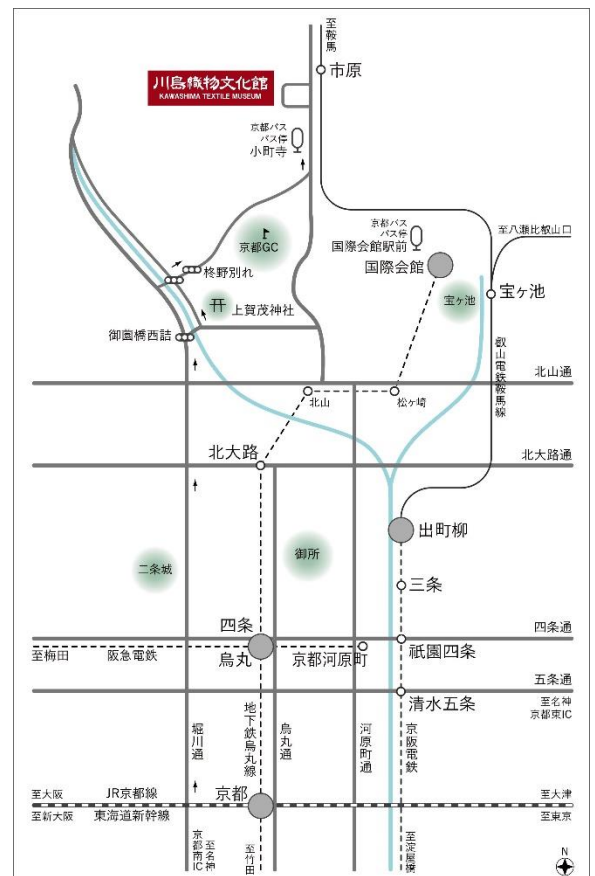 至鞍馬
市原
川島織物文化館
KAWASHIMA TEXTILE MUSEUM
京都バス
バス停
小町寺
京都バス
バス停
国際会館駅前
至八瀬比叡山口
京都GC
国際会館
柊野別れ
宝ヶ池
宝ヶ池
上賀茂神社
御薗橋西詰
叡山電鉄鞍馬線
北山通
北山
松ヶ崎
北大路
北大路通
出町柳
御所
二条城
三条
四条
四条通
至梅田
阪急電鉄
烏丸
京都河原町
祇園四条
五条通
清水五条
至名神
京都東IC
堀川通
地下鉄烏丸線
烏丸通
河原町通
京阪電鉄
至大阪
JR京都線
京都
至大津
至新大阪
東海道新幹線
至東京
至名神
京都南IC
至竹田
至淀屋橋
N